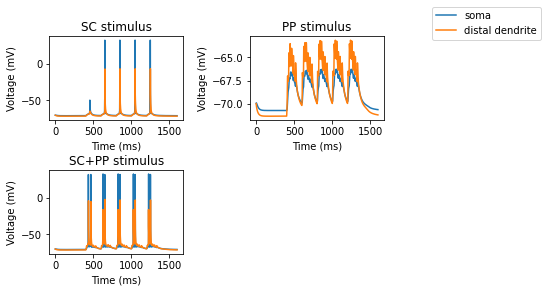 soma
distal dendrite
SC stimulus
Voltage (mV)
0
−50
0 500 1000 1500
Time (ms)
PP stimulus
Voltage (mV)
−65.0
−67.5
−70.0
0 500 1000 1500
Time (ms)
SC+PP stimulus
Voltage (mV)
0
−50
0 500 1000 1500
Time (ms)